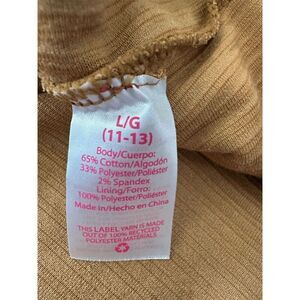 L/G
(11-13)
Body/Cuerpo:
65% Cotton/Algodón
33% Polyester/Poliéster
2% Spandex
Lining/Forro:
100% Polyester/Poliéster
Made in/Hecho en China
THIS LABEL YARN IS MADE
OUT OF 100% RECYCLED
POLYESTER MATERIALS.